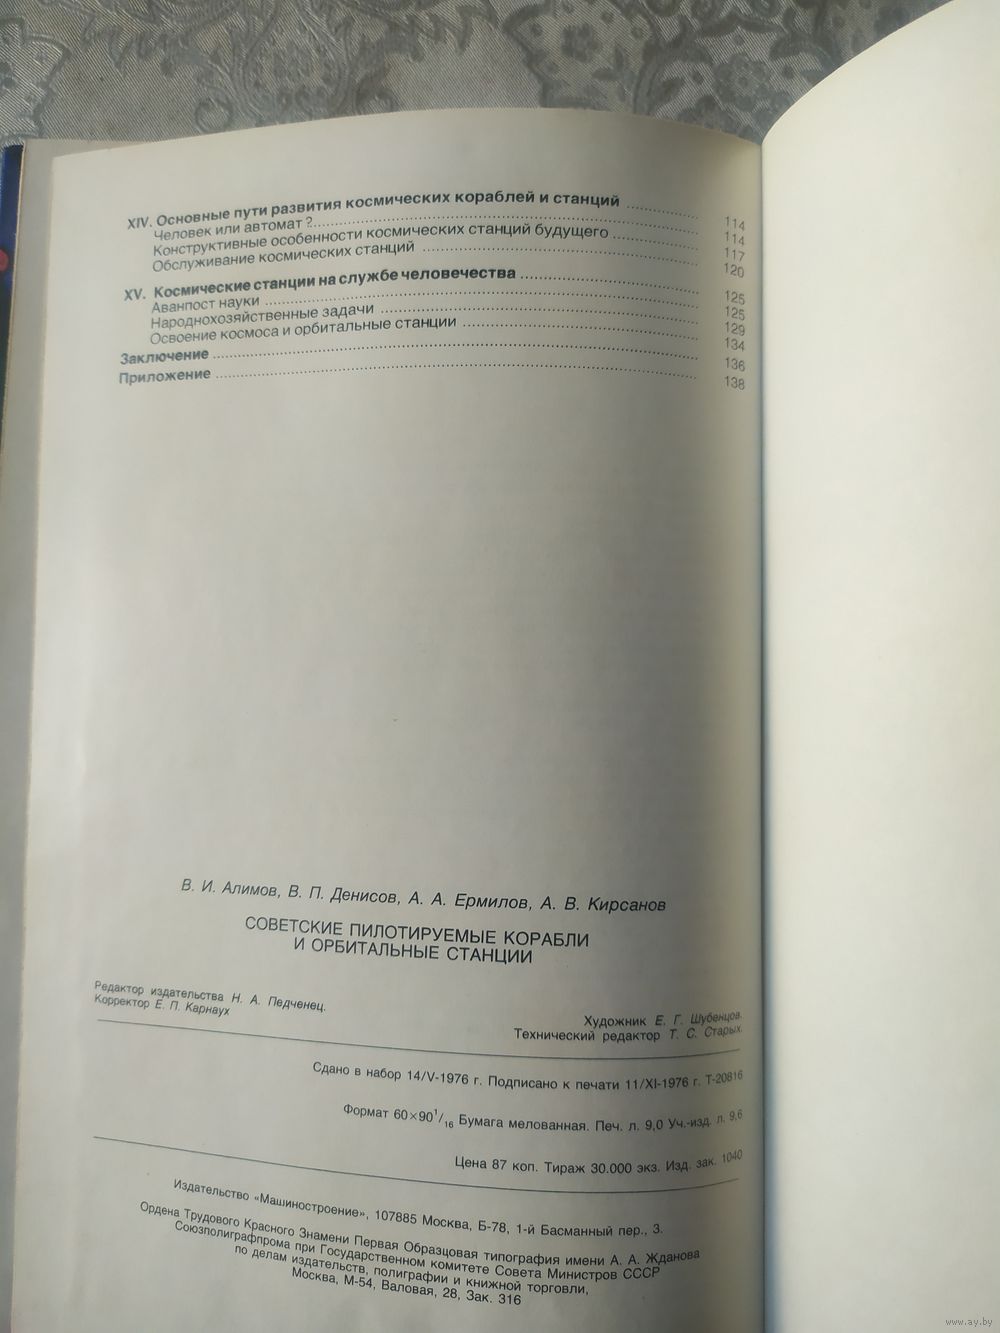 XIV. Основные пути развития космических кораблей и станций ........ 114
Человек или автомат ?........ 114
Конструктивные особенности космических станций будущего ........ 117
Обслуживание космических станций ........ 120
XV. Космические станции на службе человечества ........ 125
Аванпост науки ........ 125
Народнохозяйственные задачи ........ 129
Освоение космоса и орбитальные станции ........ 134
Заключение ........ 136
Приложение ........ 138
В. И. Алимов, В. П. Денисов, А. А. Ермилов, А. В. Кирсанов
СОВЕТСКИЕ ПИЛОТИРУЕМЫЕ КОРАБЛИ
И ОРБИТАЛЬНЫЕ СТАНЦИИ
Редактор издательства Н. А. Педченец.
Корректор Е. П. Карнаух
Художник Е. Г. Шубенцов.
Технический редактор Т. С. Старых.
Сдано в набор 14/V-1976 г. Подписано к печати 11/XI-1976 г. Т-20816
Формат 60×90¹/₁₆ Бумага мелованная. Печ. л. 9,0 Уч.-изд. л. 9,6
Цена 87 коп. Тираж 30.000 экз. Изд. зак. 1040
Издательство «Машиностроение», 107885 Москва, Б-78, 1-й Басманный пер., 3.
Ордена Трудового Красного Знамени Первая Образцовая типография имени А. А. Жданова
Союзполиграфпрома при Государственном комитете Совета Министров СССР
по делам издательств, полиграфии и книжной торговли,
Москва, М-54, Валовая, 28, Зак. 316
www.ay.by